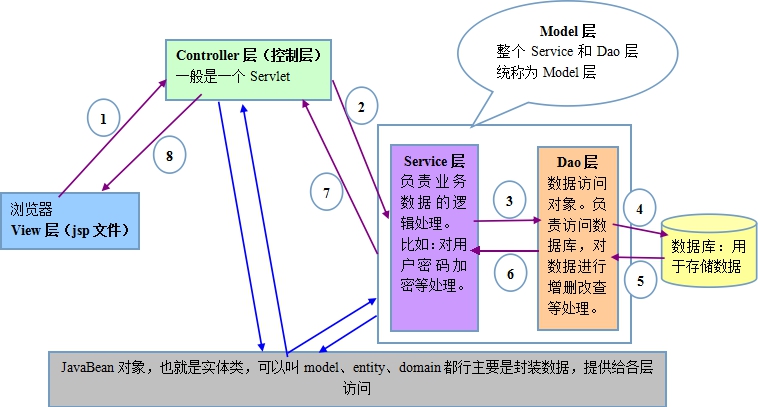 Model 层
整个 Service 和 Dao 层
统称为 Model 层
Controller 层（控制层）
一般是一个 Servlet
1
2
8
7
浏览器
View 层（jsp 文件）
Service 层
负责业务
数据的逻
辑处理。
比如：对用
户密码加
密等处理。
3
6
Dao 层
数据访问
对象。负
责访问数
据库，对
数据进行
增删改查
等处理。
4
5
数据库：用
于存储数据
JavaBean 对象，也就是实体类，可以叫 model、entity、domain 都行主要是封装数据，提供给各层
访问